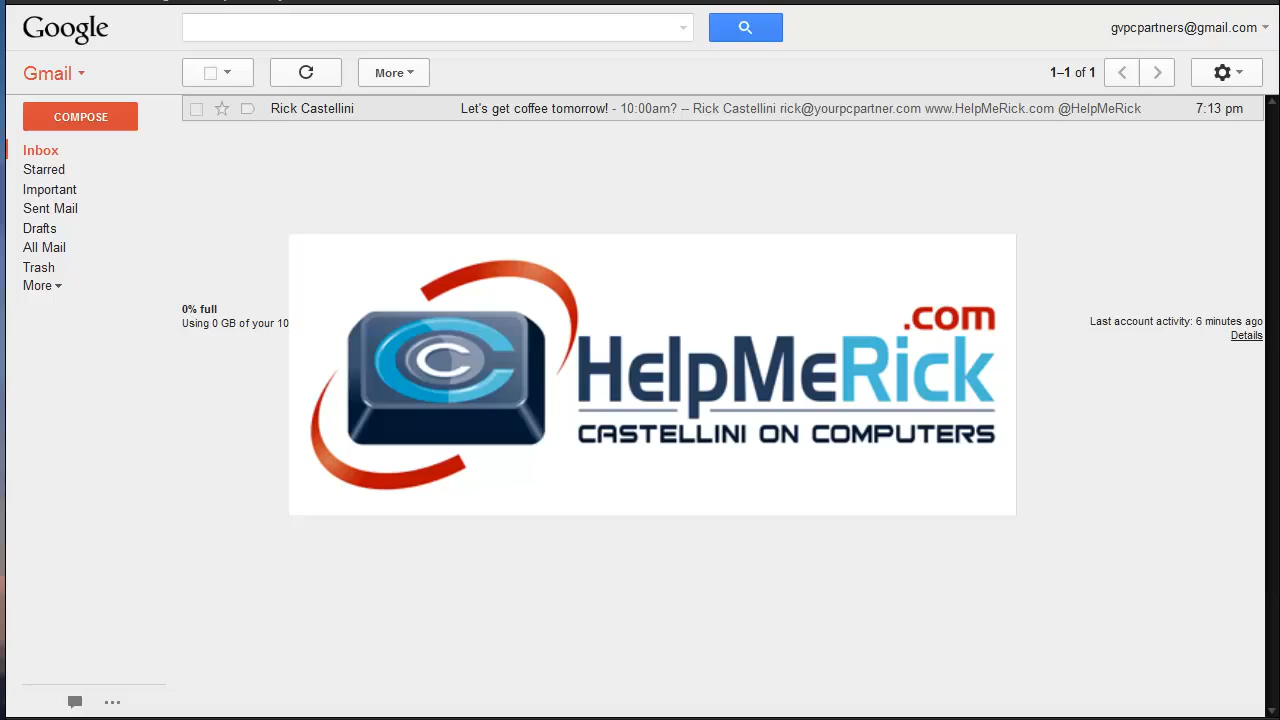 Google
gvpcpartners@gmail.com
Gmail
More
1–1 of 1
COMPOSE
Rick Castellini Let's get coffee tomorrow! - 10:00am? -- Rick Castellini rick@yourpcpartner.com www.HelpMeRick.com @HelpMeRick 7:13 pm
Inbox
Starred
Important
Sent Mail
Drafts
All Mail
Trash
More
0% full
Using 0 GB of your 10
Last account activity: 6 minutes ago
Details
.com
HelpMeRick
CASTELLINI ON COMPUTERS